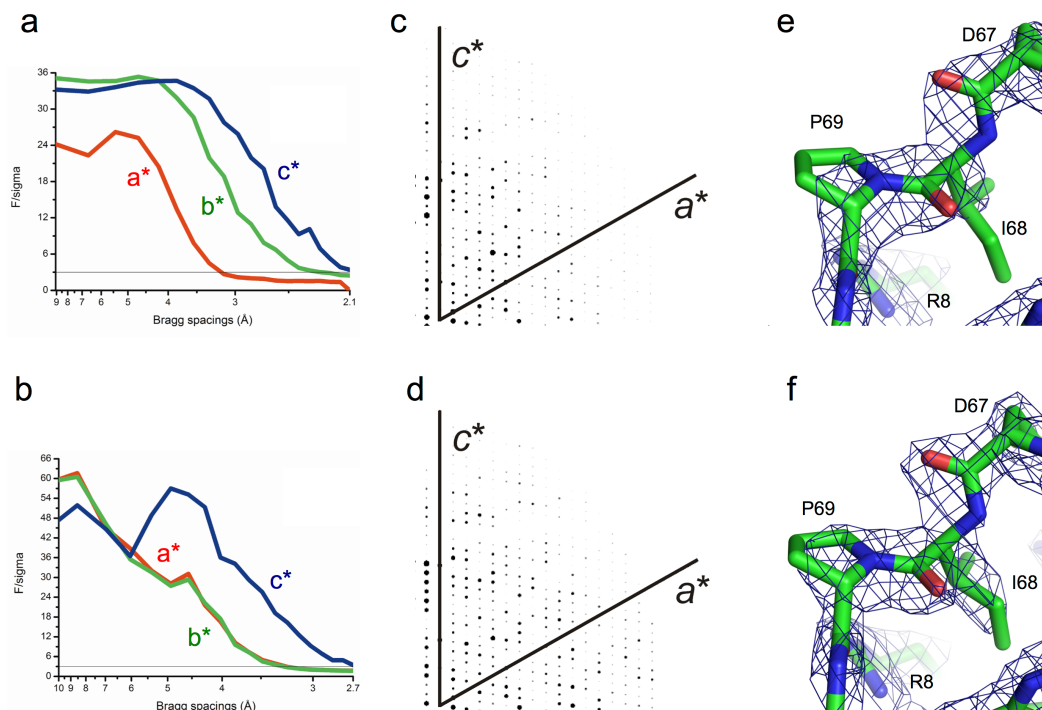 a
36
30
24
18
12
6
0
F/sigma
a*
b*
c*
9 8 7 6 5 4 3 2.1
Bragg spacings (Å)
c
c*
a*
e
D67
P69
I68
R8
b
66
60
54
48
42
36
30
24
18
12
6
0
F/sigma
a*
b*
c*
10 9 8 7 6 5 4 3 2.7
Bragg spacings (Å)
d
c*
a*
f
D67
P69
I68
R8